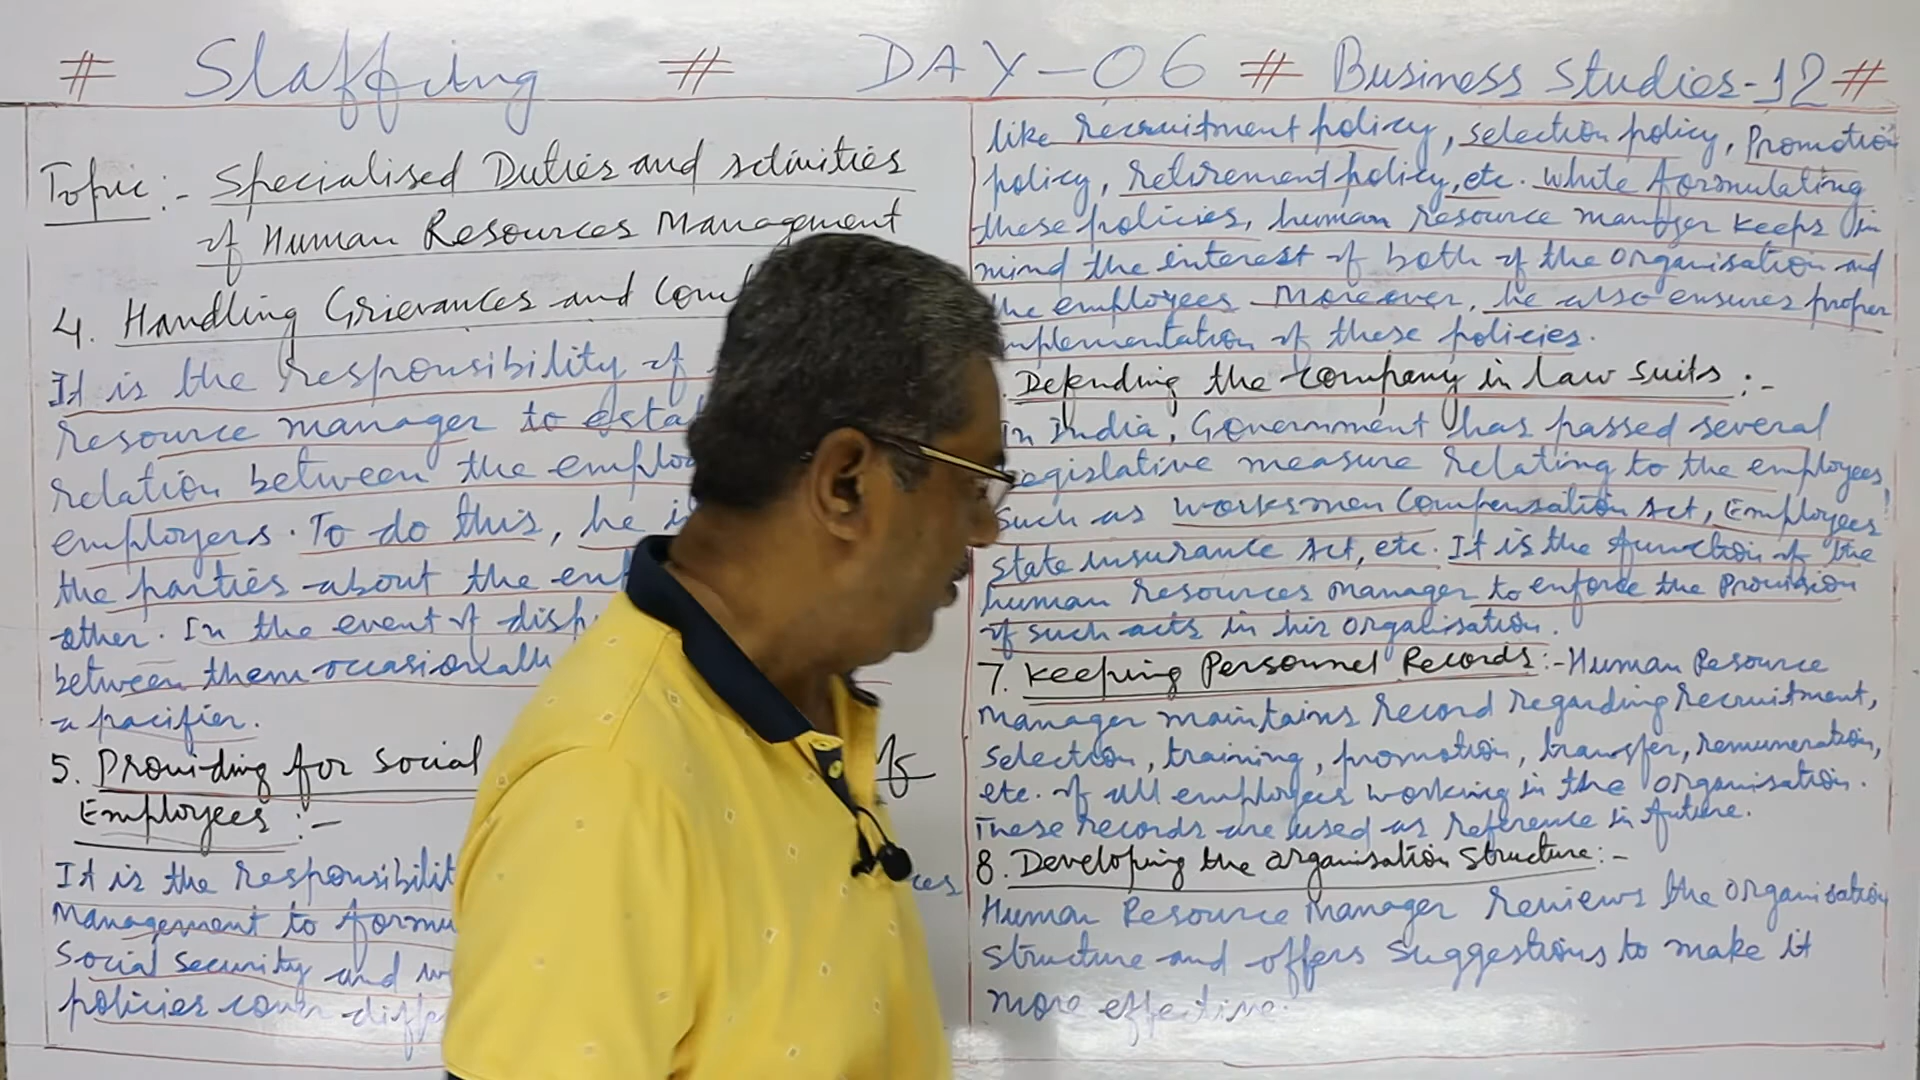 # Staffing # DAY-06 # Business Studies-12 #
Topic:- Specialised Duties and activities
of Human Resources Management
4. Handling Grievances and
It is the responsibility of
resource manager to
relation between the
employers. To do this, he
the parties about the
other. In the event of
between them occasionally
a pacifier.
5. Providing for Social of
Employees:-
It is the
Management to
Social security and
policies cover
like recruitment policy, selection policy, Promotion
policy, retirement policy, etc. While formulating
these policies, human resource manager keeps in
mind the interest of both of the organisation and
the employees. Moreover, he also ensures proper
implementation of these policies.
Defending the company in law suits:-
In India, Government has passed several
legislative measure relating to the employees,
such as worksmen Compensation Act, Employees'
state insurance Act, etc. It is the function of the
human resources manager to enforce the Provision
of such acts in his organisation.
7. Keeping Personnel Records:- Human Resource
manager maintains record regarding recruitment,
selection, training, promotion, transfer, remuneration,
etc. of all employees working in the organisation.
These records are used as reference in future.
8. Developing the organisation structure:-
Human Resource Manager reviews the organisation
structure and offers suggestions to make it
more effective.